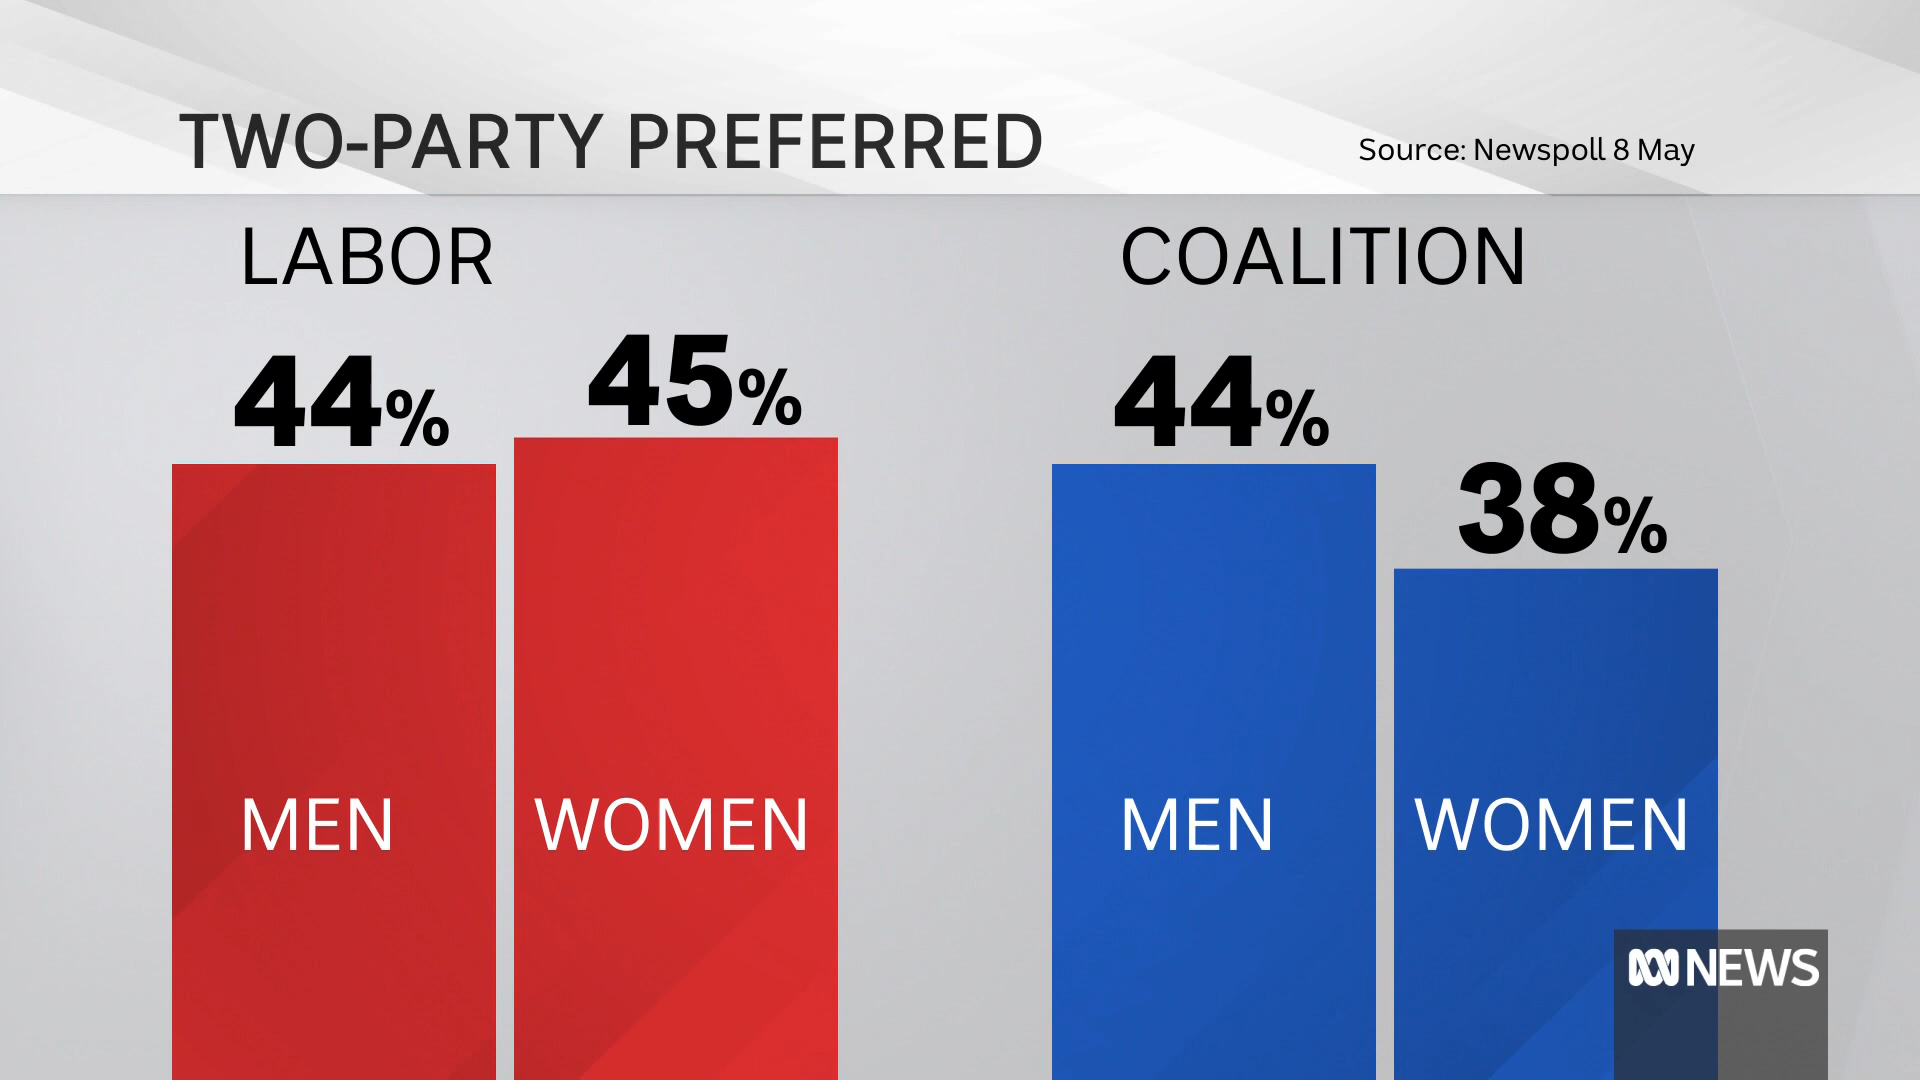 TWO-PARTY PREFERRED
Source: Newspoll 8 May
LABOR
COALITION
44%
45%
44%
38%
MEN
WOMEN
MEN
WOMEN
NEWS